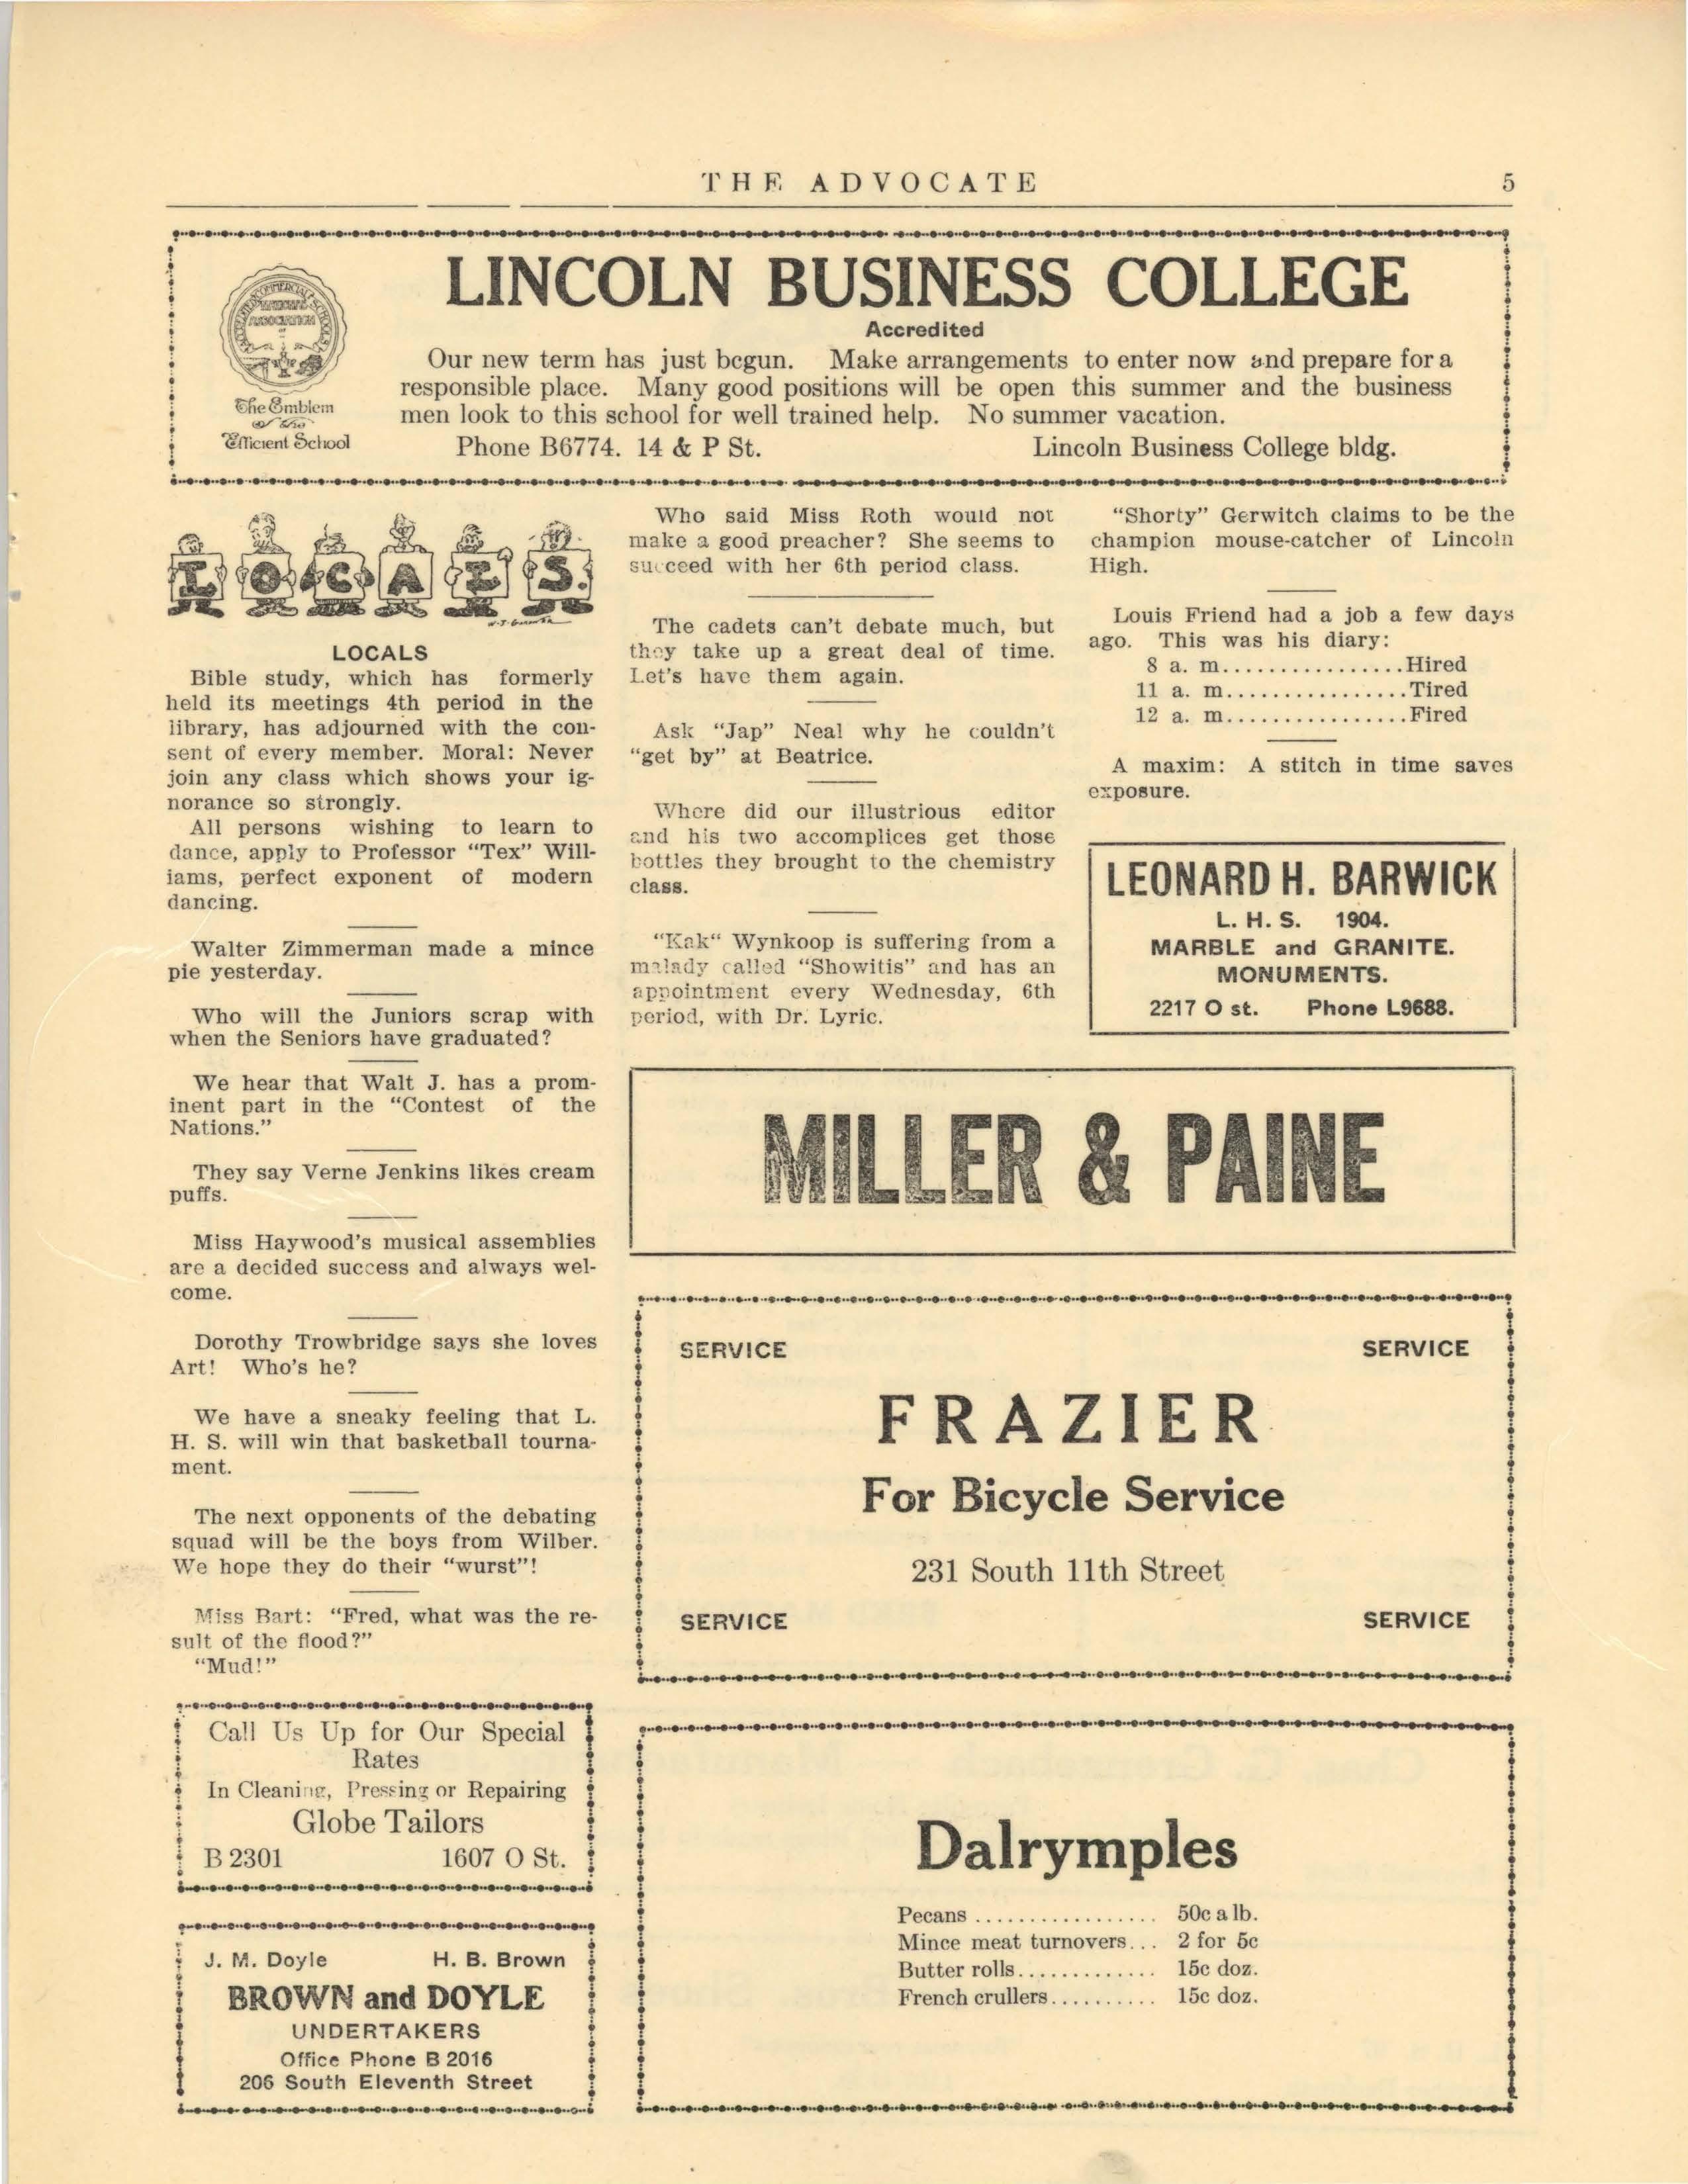 THE ADVOCATE 5
LINCOLN BUSINESS COLLEGE
Accredited
Our new term has just begun. Make arrangements to enter now and prepare for a
responsible place. Many good positions will be open this summer and the business
men look to this school for well trained help. No summer vacation.
Phone B6774. 14 & P St. Lincoln Business College bldg.
The Emblem
Efficient School
LOCALS.
LOCALS
Bible study, which has formerly
held its meetings 4th period in the
library, has adjourned with the con-
sent of every member. Moral: Never
join any class which shows your ig-
norance so strongly.
All persons wishing to learn to
dance, apply to Professor "Tex" Will-
iams, perfect exponent of modern
dancing.
Walter Zimmerman made a mince
pie yesterday.
Who will the Juniors scrap with
when the Seniors have graduated?
We hear that Walt J. has a prom-
inent part in the "Contest of the
Nations."
They say Verne Jenkins likes cream
puffs.
Miss Haywood's musical assemblies
are a decided success and always wel-
come.
Dorothy Trowbridge says she loves
Art! Who's he?
We have a sneaky feeling that L.
H. S. will win that basketball tourna-
ment.
The next opponents of the debating
squad will be the boys from Wilber.
We hope they do their "wurst"!
Miss Bart: "Fred, what was the re-
sult of the flood?"
"Mud!"
Call Us Up for Our Special
Rates
In Cleaning, Pressing or Repairing
Globe Tailors
B 2301 1607 O St.
J. M. Doyle H. B. Brown
BROWN and DOYLE
UNDERTAKERS
Office Phone B 2016
206 South Eleventh Street
Who said Miss Roth would not
make a good preacher? She seems to
succeed with her 6th period class.
The cadets can't debate much, but
they take up a great deal of time.
Let's have them again.
Ask "Jap" Neal why he couldn't
"get by" at Beatrice.
Where did our illustrious editor
and his two accomplices get those
bottles they brought to the chemistry
class.
"Kak" Wynkoop is suffering from a
malady called "Showitis" and has an
appointment every Wednesday, 6th
period, with Dr. Lyric.
"Shorty" Gerwitch claims to be the
champion mouse-catcher of Lincoln
High.
Louis Friend had a job a few days
ago. This was his diary:
8 a. m................Hired
11 a. m................Tired
12 a. m................Fired
A maxim: A stitch in time saves
exposure.
LEONARD H. BARWICK
L. H. S. 1904.
MARBLE and GRANITE.
MONUMENTS.
2217 O st. Phone L9688.
MILLER & PAINE
SERVICE SERVICE
FRAZIER
For Bicycle Service
231 South 11th Street
SERVICE SERVICE
Dalrymples
Pecans ................. 50c a lb.
Mince meat turnovers... 2 for 5c
Butter rolls............. 15c doz.
French crullers.......... 15c doz.